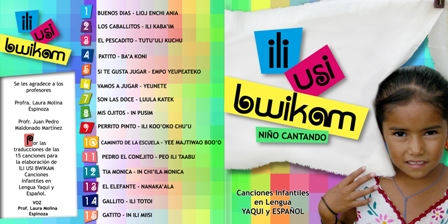 ili
usi
bwikam
Se les agradece a los
profesores
Profra. Laura Molina
Espinoza
Prof. Juan Pedro
Maldonado Martínez
Por las
traducciones de las
15 canciones para
la elaboración de
ILI USI BWIKAM
Canciones
Infantiles en
Lengua Yaqui y
Español.
VOZ
Prof. Laura Molina
Espinoza
1 BUENOS DIAS - LIOJ ENCHI ANIA
2 LOS CABALLITOS - ILI KABA'IM
3 EL PESCADITO - TUTU'ULI KUCHU
4 PATITO - BA'A KONI
5 SI TE GUSTA JUGAR - EMPO YEUPETEKO
6 VAMOS A JUGAR - YEUNETE
7 SON LAS DOCE - LUULA KATEK
8 MIS OJITOS - IN PUSIM
9 PERRITO PINTO - ILI KOO'OKO CHU'U
10 CAMINITO DE LA ESCUELA - YEE MAJTIWAO BOO'O
11 PEDRO EL CONEJITO - PEO ILI TAABU
12 TIA MONICA - IN CHI'ILA MONICA
13 EL ELEFANTE - NANAKA'ALA
14 GALLITO - ILI TOTOI
15 GATITO - IN ILI MIISI
ili
usi
bwikam
NIÑO CANTANDO
Canciones Infantiles
en Lengua
YAQUI y ESPAÑOL